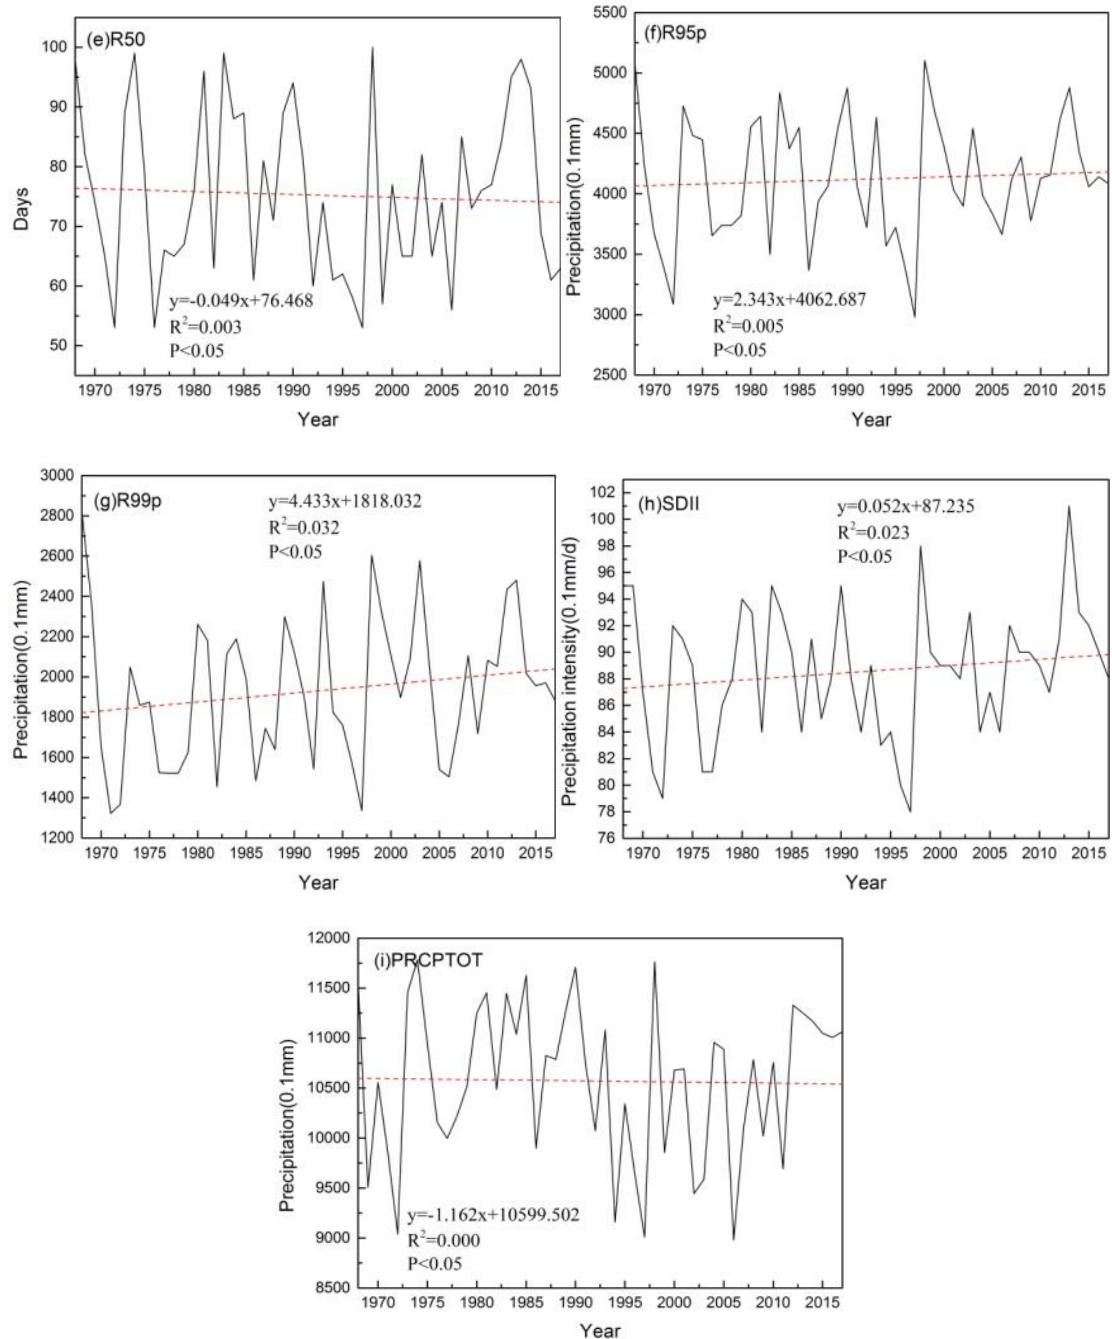 (e)R50
100
90
80
70
60
50
Days
y=-0.049x+76.468
R²=0.003
P<0.05
1970 1975 1980 1985 1990 1995 2000 2005 2010 2015
Year
(f)R95p
5500
5000
4500
4000
3500
3000
2500
Precipitation(0.1mm)
y=2.343x+4062.687
R²=0.005
P<0.05
1970 1975 1980 1985 1990 1995 2000 2005 2010 2015
Year
(g)R99p
3000
2800
2600
2400
2200
2000
1800
1600
1400
1200
Precipitation(0.1mm)
y=4.433x+1818.032
R²=0.032
P<0.05
1970 1975 1980 1985 1990 1995 2000 2005 2010 2015
Year
(h)SDII
102
100
98
96
94
92
90
88
86
84
82
80
78
76
Precipitation intensity(0.1mm/d)
y=0.052x+87.235
R²=0.023
P<0.05
1970 1975 1980 1985 1990 1995 2000 2005 2010 2015
Year
(i)PRCPTOT
12000
11500
11000
10500
10000
9500
9000
8500
Precipitation(0.1mm)
y=-1.162x+10599.502
R²=0.000
P<0.05
1970 1975 1980 1985 1990 1995 2000 2005 2010 2015
Year